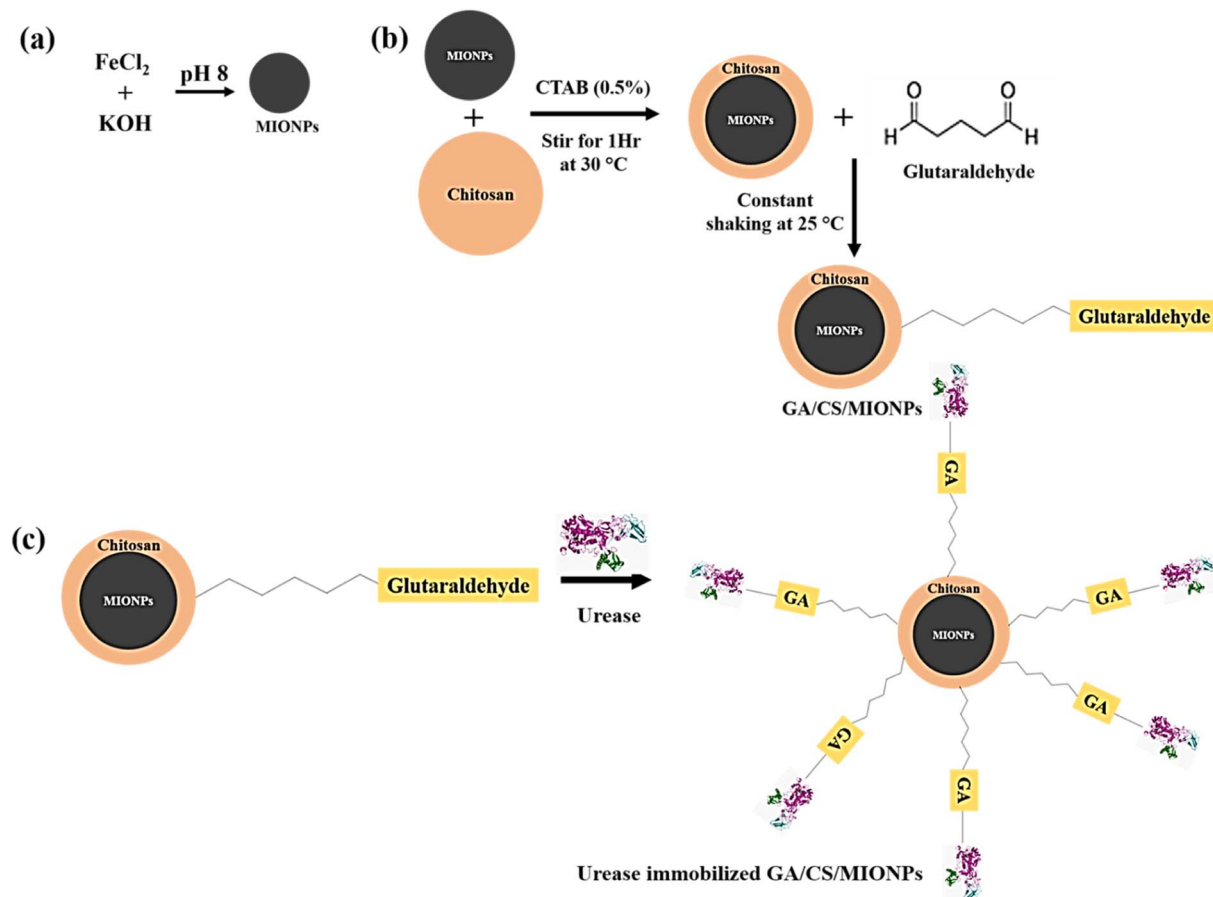 (a)
FeCl2
+
KOH
pH 8
MIONPs
(b)
MIONPs
+
Chitosan
CTAB (0.5%)
Stir for 1Hr
at 30 °C
Chitosan
MIONPs
+
O
O
H
H
Glutaraldehyde
Constant
shaking at 25 °C
Chitosan
MIONPs
Glutaraldehyde
GA/CS/MIONPs
(c)
Chitosan
MIONPs
Glutaraldehyde
Urease
GA
GA
GA
Chitosan
MIONPs
GA
GA
GA
Urease immobilized GA/CS/MIONPs